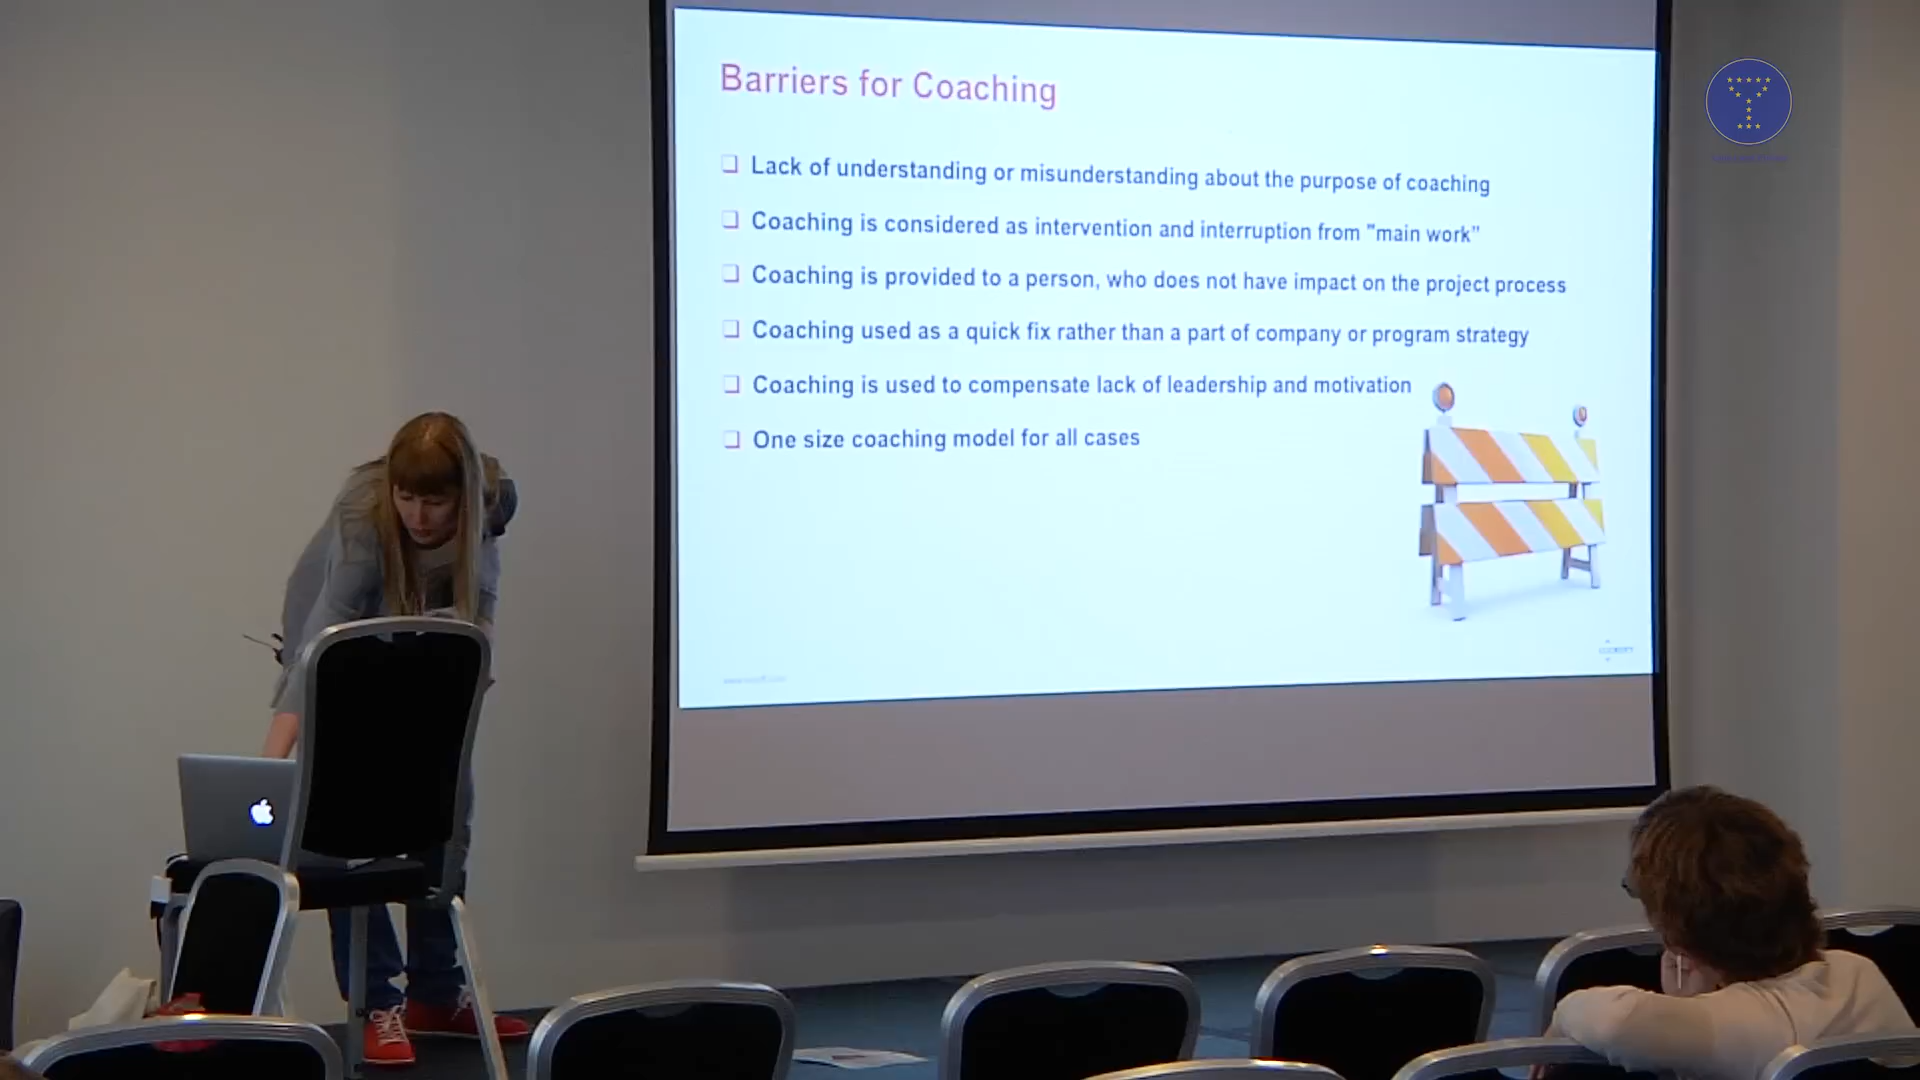 Barriers for Coaching
Lack of understanding or misunderstanding about the purpose of coaching
Coaching is considered as intervention and interruption from "main work"
Coaching is provided to a person, who does not have impact on the project process
Coaching used as a quick fix rather than a part of company or program strategy
Coaching is used to compensate lack of leadership and motivation
One size coaching model for all cases